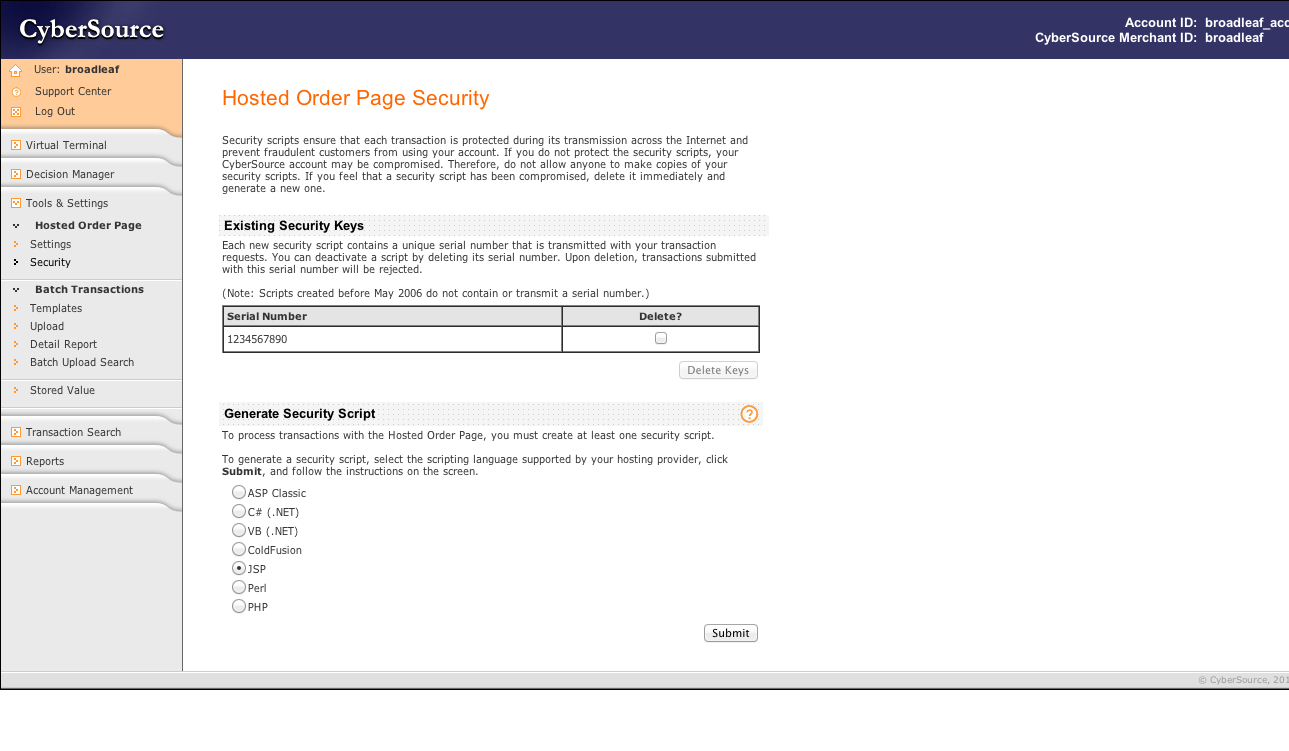 CyberSource
Account ID: broadleaf_acc
CyberSource Merchant ID: broadleaf
User: broadleaf
Support Center
Log Out
Virtual Terminal
Decision Manager
Tools & Settings
Hosted Order Page
Settings
Security
Batch Transactions
Templates
Upload
Detail Report
Batch Upload Search
Stored Value
Transaction Search
Reports
Account Management
Hosted Order Page Security
Security scripts ensure that each transaction is protected during its transmission across the Internet and
prevent fraudulent customers from using your account. If you do not protect the security scripts, your
CyberSource account may be compromised. Therefore, do not allow anyone to make copies of your
security scripts. If you feel that a security script has been compromised, delete it immediately and
generate a new one.
Existing Security Keys
Each new security script contains a unique serial number that is transmitted with your transaction
requests. You can deactivate a script by deleting its serial number. Upon deletion, transactions submitted
with this serial number will be rejected.
(Note: Scripts created before May 2006 do not contain or transmit a serial number.)
Serial Number Delete?
1234567890
Delete Keys
Generate Security Script ?
To process transactions with the Hosted Order Page, you must create at least one security script.
To generate a security script, select the scripting language supported by your hosting provider, click
Submit, and follow the instructions on the screen.
ASP Classic
C# (.NET)
VB (.NET)
ColdFusion
JSP
Perl
PHP
Submit
© CyberSource, 201